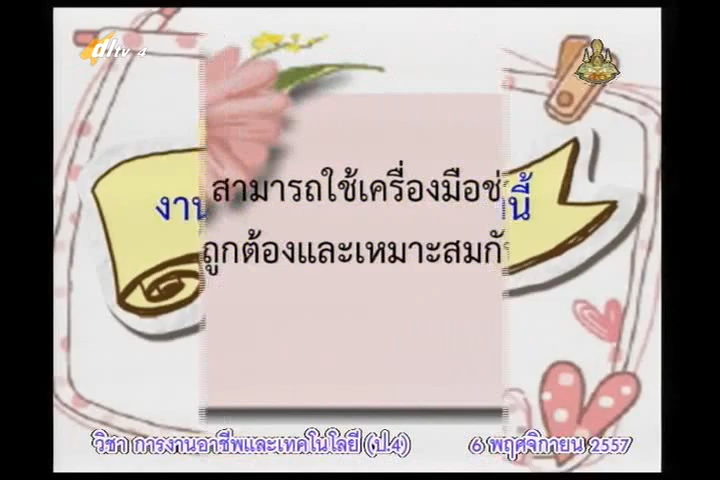 dltv 4
งาน
นี้
สามารถใช้เครื่องมือช่
ถูกต้องและเหมาะสมกั
วิชา การงานอาชีพและเทคโนโลยี (ป.4)
6 พฤศจิกายน 2557